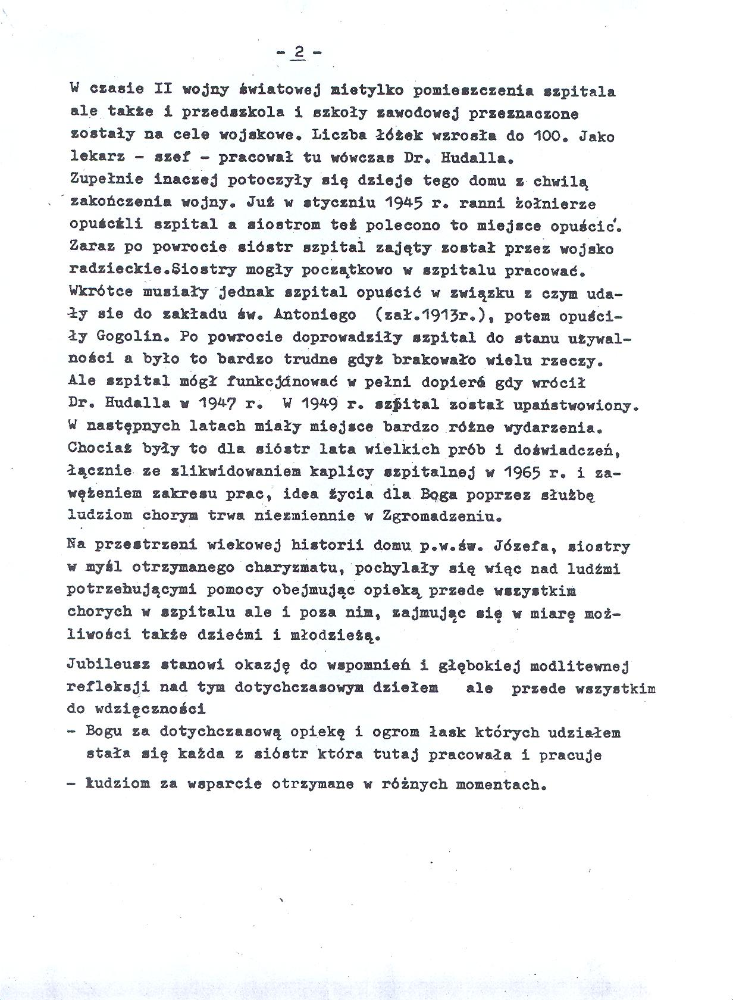 - 2 -
W czasie II wojny światowej nietylko pomieszczenia szpitala
ale także i przedszkola i szkoły zawodowej przeznaczone
zostały na cele wojskowe. Liczba łóżek wzrosła do 100. Jako
lekarz - szef - pracował tu wówczas Dr. Hudalla.
Zupełnie inaczej potoczyły się dzieje tego domu z chwilą
zakończenia wojny. Już w styczniu 1945 r. ranni żołnierze
opuścili szpital a siostrom też polecono to miejsce opuścić.
Zaraz po powrocie sióstr szpital zajęty został przez wojsko
radzieckie.Siostry mogły początkowo w szpitalu pracować.
Wkrótce musiały jednak szpital opuścić w związku z czym uda-
ły sie do zakładu św. Antoniego (zał.1913r.), potem opuści-
ły Gogolin. Po powrocie doprowadziły szpital do stanu używal-
ności a było to bardzo trudne gdyż brakowało wielu rzeczy.
Ale szpital mógł funkcjonować w pełni dopiero gdy wrócił
Dr. Hudalla w 1947 r. W 1949 r. szpital został upaństwowiony.
W następnych latach miały miejsce bardzo różne wydarzenia.
Chociaż były to dla sióstr lata wielkich prób i doświadczeń,
łącznie ze zlikwidowaniem kaplicy szpitalnej w 1965 r. i za-
wężeniem zakresu prac, idea życia dla Boga poprzez służbę
ludziom chorym trwa niezmiennie w Zgromadzeniu.
Na przestrzeni wiekowej historii domu p.w.św. Józefa, siostry
w myśl otrzymanego charyzmatu, pochylały się więc nad ludźmi
potrzebującymi pomocy obejmując opieką przede wszystkim
chorych w szpitalu ale i poza nim, zajmując się w miarę moż-
liwości także dziećmi i młodzieżą.
Jubileusz stanowi okazję do wspomnień i głębokiej modlitewnej
refleksji nad tym dotychczasowym dziełem ale przede wszystkim
do wdzięczności
- Bogu za dotychczasową opiekę i ogrom łask których udziałem
stała się każda z sióstr która tutaj pracowała i pracuje
- Ludziom za wsparcie otrzymane w różnych momentach.